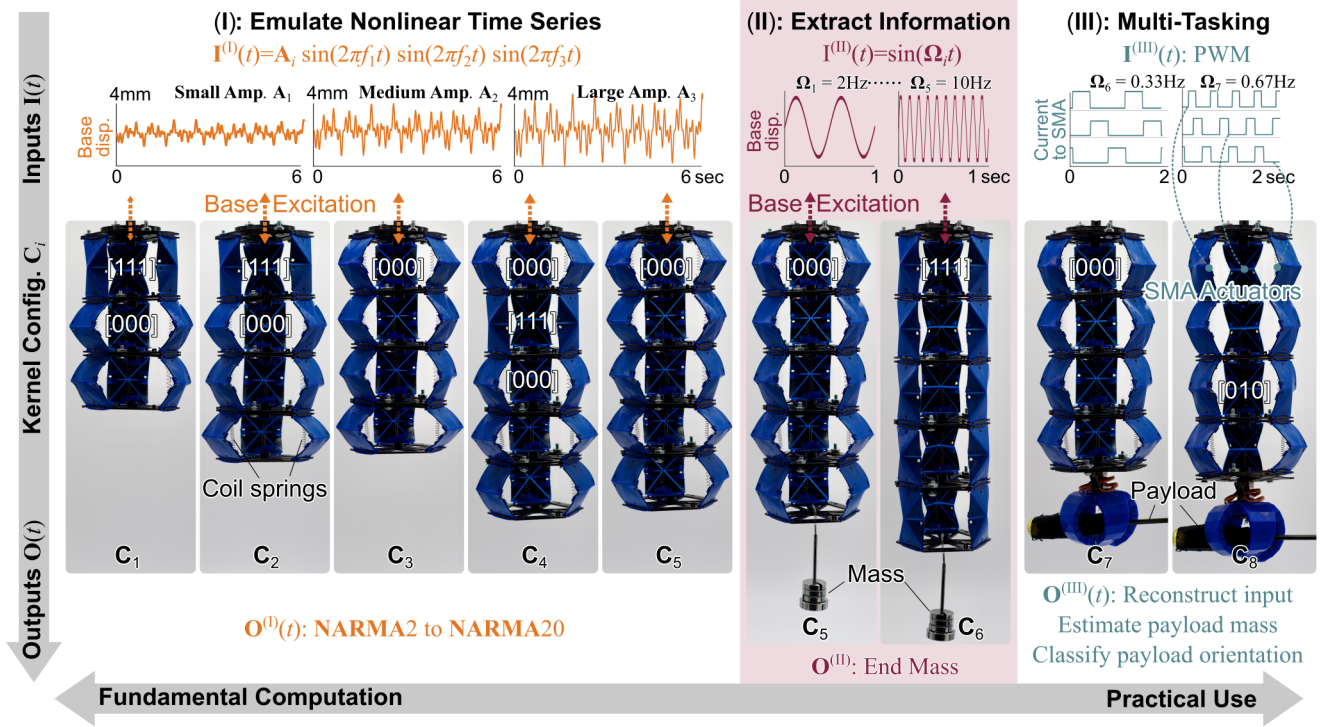 (I): Emulate Nonlinear Time Series
I(I)(t)=Ai sin(2πf1t) sin(2πf2t) sin(2πf3t)
4mm Small Amp. A1
4mm Medium Amp. A2
4mm Large Amp. A3
Base disp.
0 6
0 6
0 6 sec
(II): Extract Information
I(II)(t)=sin(Ωit)
Ω1 = 2Hz ...... Ω5 = 10Hz
Base disp.
0 1
0 1 sec
(III): Multi-Tasking
I(III)(t): PWM
Ω6 = 0.33Hz Ω7 = 0.67Hz
Current to SMA
0 2
0 2 sec
Inputs I(t)
Kernel Config. Ci
Outputs O(t)
Base Excitation
Base Excitation
[111] [111] [000] [000] [000] [000] [111] [000]
SMA Actuators
[000] [000] [111]
[000] [010]
Coil springs
Payload
C1 C2 C3 C4 C5
Mass
C5 C6
C7 C8
O(I)(t): NARMA2 to NARMA20
O(II): End Mass
O(III)(t): Reconstruct input
Estimate payload mass
Classify payload orientation
Fundamental Computation
Practical Use